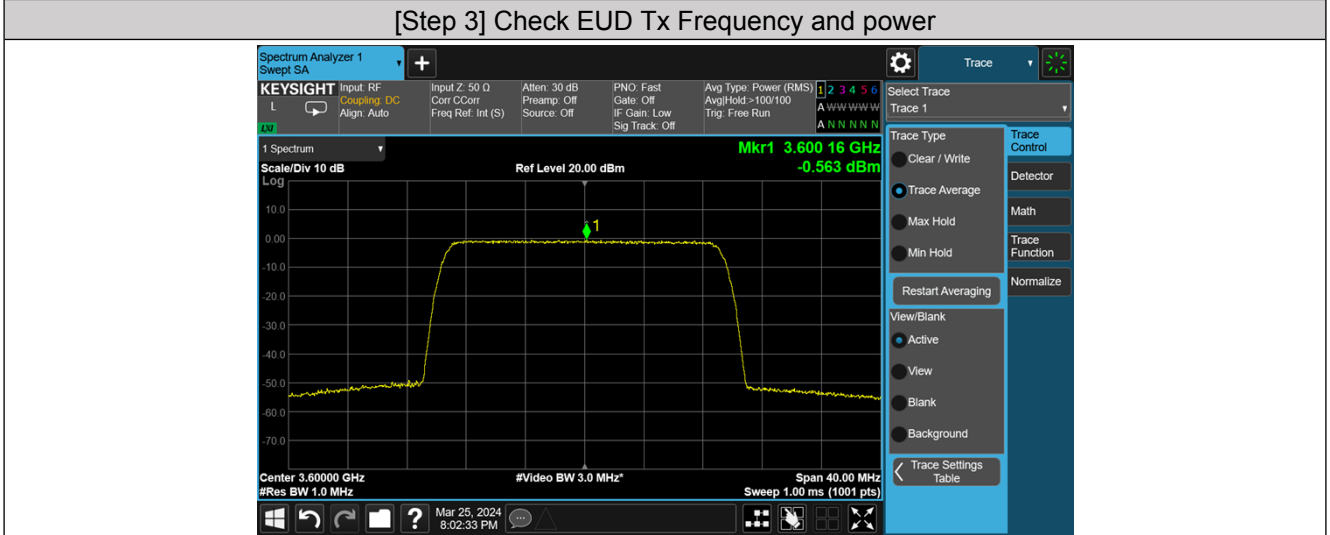 [Step 3] Check EUD Tx Frequency and power
Spectrum Analyzer 1
Swept SA
+
Trace
KEYSIGHT
L
LXI
Input: RF
Coupling: DC
Align: Auto
Input Z: 50 Ω
Corr CCorr
Freq Ref: Int (S)
Atten: 30 dB
Preamp: Off
Source: Off
PNO: Fast
Gate: Off
IF Gain: Low
Sig Track: Off
Avg Type: Power (RMS)
Avg|Hold:>100/100
Trig: Free Run
1 2 3 4 5 6
A W W W W W
A N N N N N
Select Trace
Trace 1
1 Spectrum
Mkr1 3.600 16 GHz
Scale/Div 10 dB
Ref Level 20.00 dBm
-0.563 dBm
Log
10.0
0.00
-10.0
-20.0
-30.0
-40.0
-50.0
-60.0
-70.0
1
Center 3.60000 GHz
#Video BW 3.0 MHz*
Span 40.00 MHz
#Res BW 1.0 MHz
Sweep 1.00 ms (1001 pts)
Trace Type
Clear / Write
Trace Average
Max Hold
Min Hold
Restart Averaging
View/Blank
Active
View
Blank
Background
Trace Settings
Table
Trace
Control
Detector
Math
Trace
Function
Normalize
?
Mar 25, 2024
8:02:33 PM